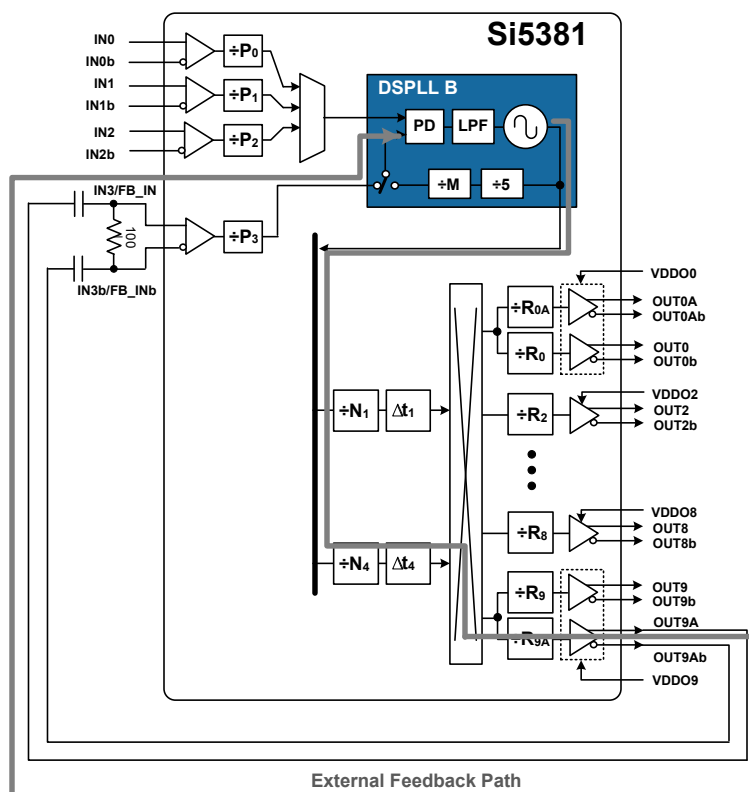 Si5381
IN0
IN0b
÷P0
IN1
IN1b
÷P1
IN2
IN2b
÷P2
DSPLL B
PD
LPF
÷M
÷5
IN3/FB_IN
100
÷P3
IN3b/FB_INb
VDDO0
÷R0A
OUT0A
OUT0Ab
÷R0
OUT0
OUT0b
VDDO2
÷N1
Δt1
÷R2
OUT2
OUT2b
VDDO8
÷R8
OUT8
OUT8b
÷N4
Δt4
÷R9
OUT9
OUT9b
÷R9A
OUT9A
OUT9Ab
VDDO9
External Feedback Path